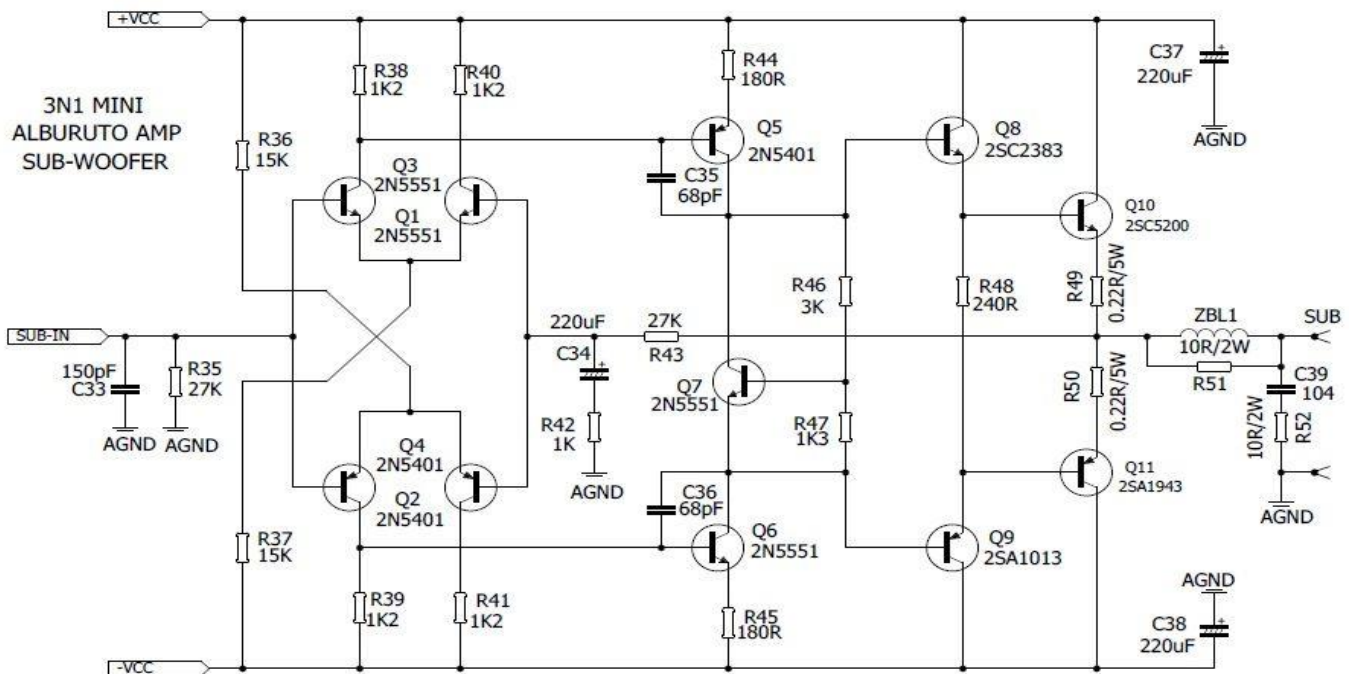 +VCC
3N1 MINI
ALBURUTO AMP
SUB-WOOFER
R36
15K
R38
1K2
R40
1K2
R44
180R
C37
220uF
AGND
Q5
2N5401
Q8
2SC2383
C35
68pF
Q3
2N5551
Q1
2N5551
Q10
2SC5200
R49
0.22R/5W
R46
3K
R48
240R
SUB-IN
150pF
C33
R35
27K
AGND
AGND
220uF
C34
27K
R43
ZBL1
SUB
10R/2W
R51
C39
104
10R/2W
R52
AGND
R50
0.22R/5W
Q7
2N5551
R42
1K
AGND
R47
1K3
Q4
2N5401
Q2
2N5401
C36
68pF
Q11
2SA1943
R37
15K
Q6
2N5551
Q9
2SA1013
R39
1K2
R41
1K2
R45
180R
AGND
C38
220uF
-VCC